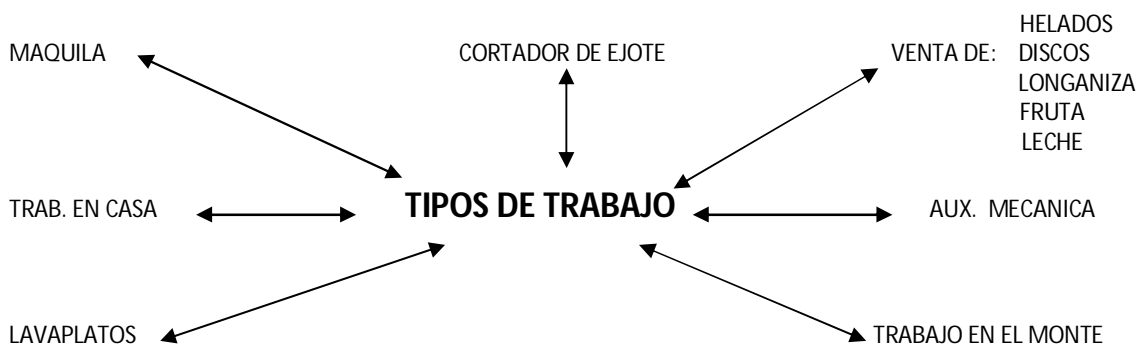 HELADOS
MAQUILA CORTADOR DE EJOTE VENTA DE: DISCOS
LONGANIZA
FRUTA
LECHE
TRAB. EN CASA TIPOS DE TRABAJO AUX. MECANICA
LAVAPLATOS TRABAJO EN EL MONTE